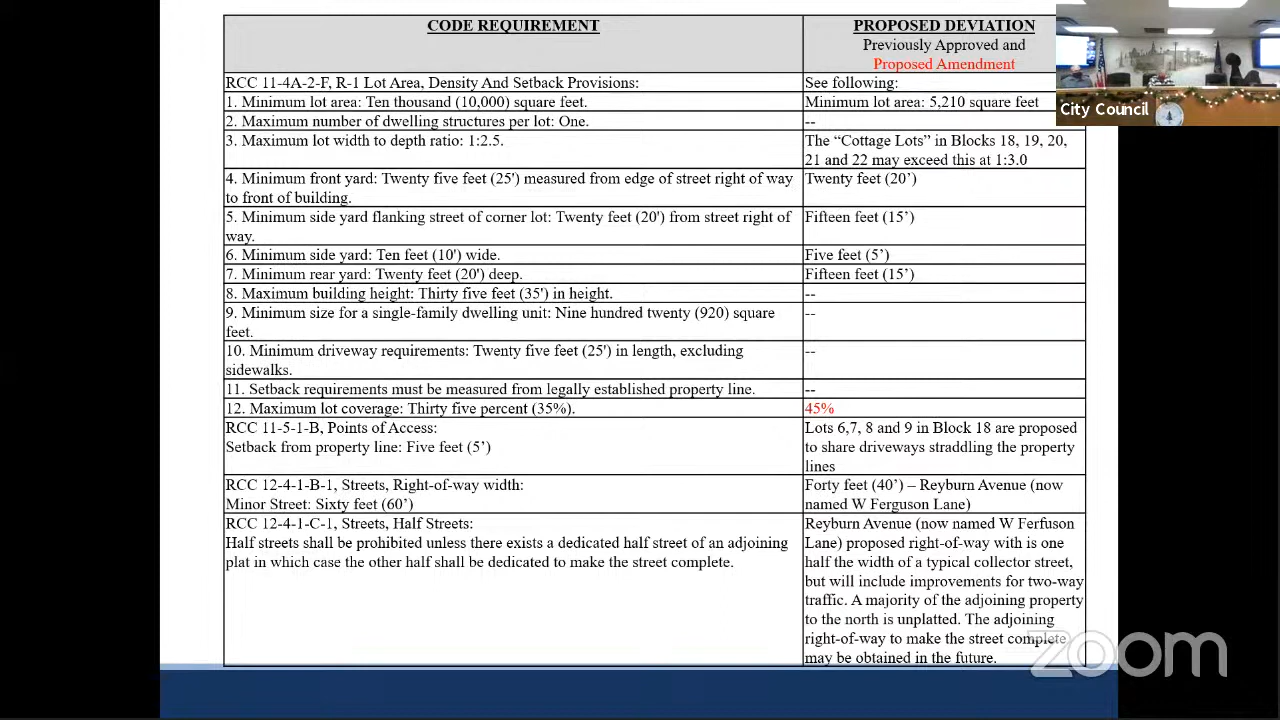 CODE REQUIREMENT
PROPOSED DEVIATION
Previously Approved and
Proposed Amendment
RCC 11-4A-2-F, R-1 Lot Area, Density And Setback Provisions:
See following:
1. Minimum lot area: Ten thousand (10,000) square feet.
Minimum lot area: 5,210 square feet
2. Maximum number of dwelling structures per lot: One.
--
3. Maximum lot width to depth ratio: 1:2.5.
The “Cottage Lots” in Blocks 18, 19, 20,
21 and 22 may exceed this at 1:3.0
4. Minimum front yard: Twenty five feet (25') measured from edge of street right of way
to front of building.
Twenty feet (20’)
5. Minimum side yard flanking street of corner lot: Twenty feet (20') from street right of
way.
Fifteen feet (15’)
6. Minimum side yard: Ten feet (10') wide.
Five feet (5’)
7. Minimum rear yard: Twenty feet (20') deep.
Fifteen feet (15’)
8. Maximum building height: Thirty five feet (35') in height.
--
9. Minimum size for a single-family dwelling unit: Nine hundred twenty (920) square
feet.
--
10. Minimum driveway requirements: Twenty five feet (25') in length, excluding
sidewalks.
--
11. Setback requirements must be measured from legally established property line.
--
12. Maximum lot coverage: Thirty five percent (35%).
45%
RCC 11-5-1-B, Points of Access:
Setback from property line: Five feet (5’)
Lots 6,7, 8 and 9 in Block 18 are proposed
to share driveways straddling the property
lines
RCC 12-4-1-B-1, Streets, Right-of-way width:
Minor Street: Sixty feet (60’)
Forty feet (40’) – Reyburn Avenue (now
named W Ferguson Lane)
RCC 12-4-1-C-1, Streets, Half Streets:
Half streets shall be prohibited unless there exists a dedicated half street of an adjoining
plat in which case the other half shall be dedicated to make the street complete.
Reyburn Avenue (now named W Ferfuson
Lane) proposed right-of-way with is one
half the width of a typical collector street,
but will include improvements for two-way
traffic. A majority of the adjoining property
to the north is unplatted. The adjoining
right-of-way to make the street complete
may be obtained in the future.
City Council
zoom